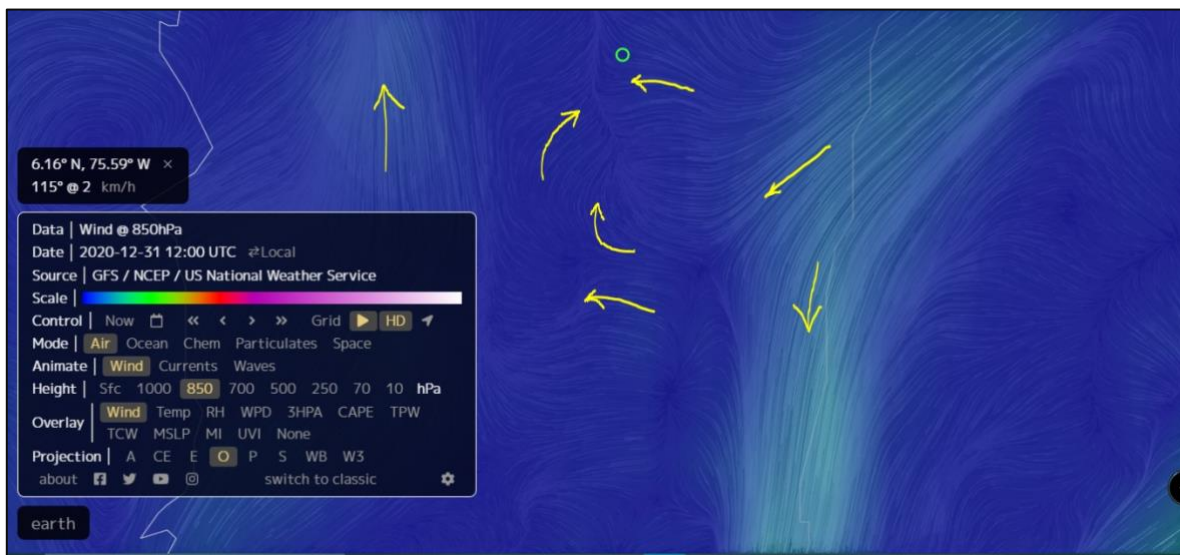 6.16° N, 75.59° W ×
115° @ 2 km/h
Data | Wind @ 850hPa
Date | 2020-12-31 12:00 UTC ⇄Local
Source | GFS / NCEP / US National Weather Service
Scale |
Control | Now « ‹ › » Grid HD
Mode | Air Ocean Chem Particulates Space
Animate | Wind Currents Waves
Height | Sfc 1000 850 700 500 250 70 10 hPa
Overlay | Wind Temp RH WPD 3HPA CAPE TPW
TCW MSLP MI UVI None
Projection | A CE E O P S WB W3
about switch to classic
earth